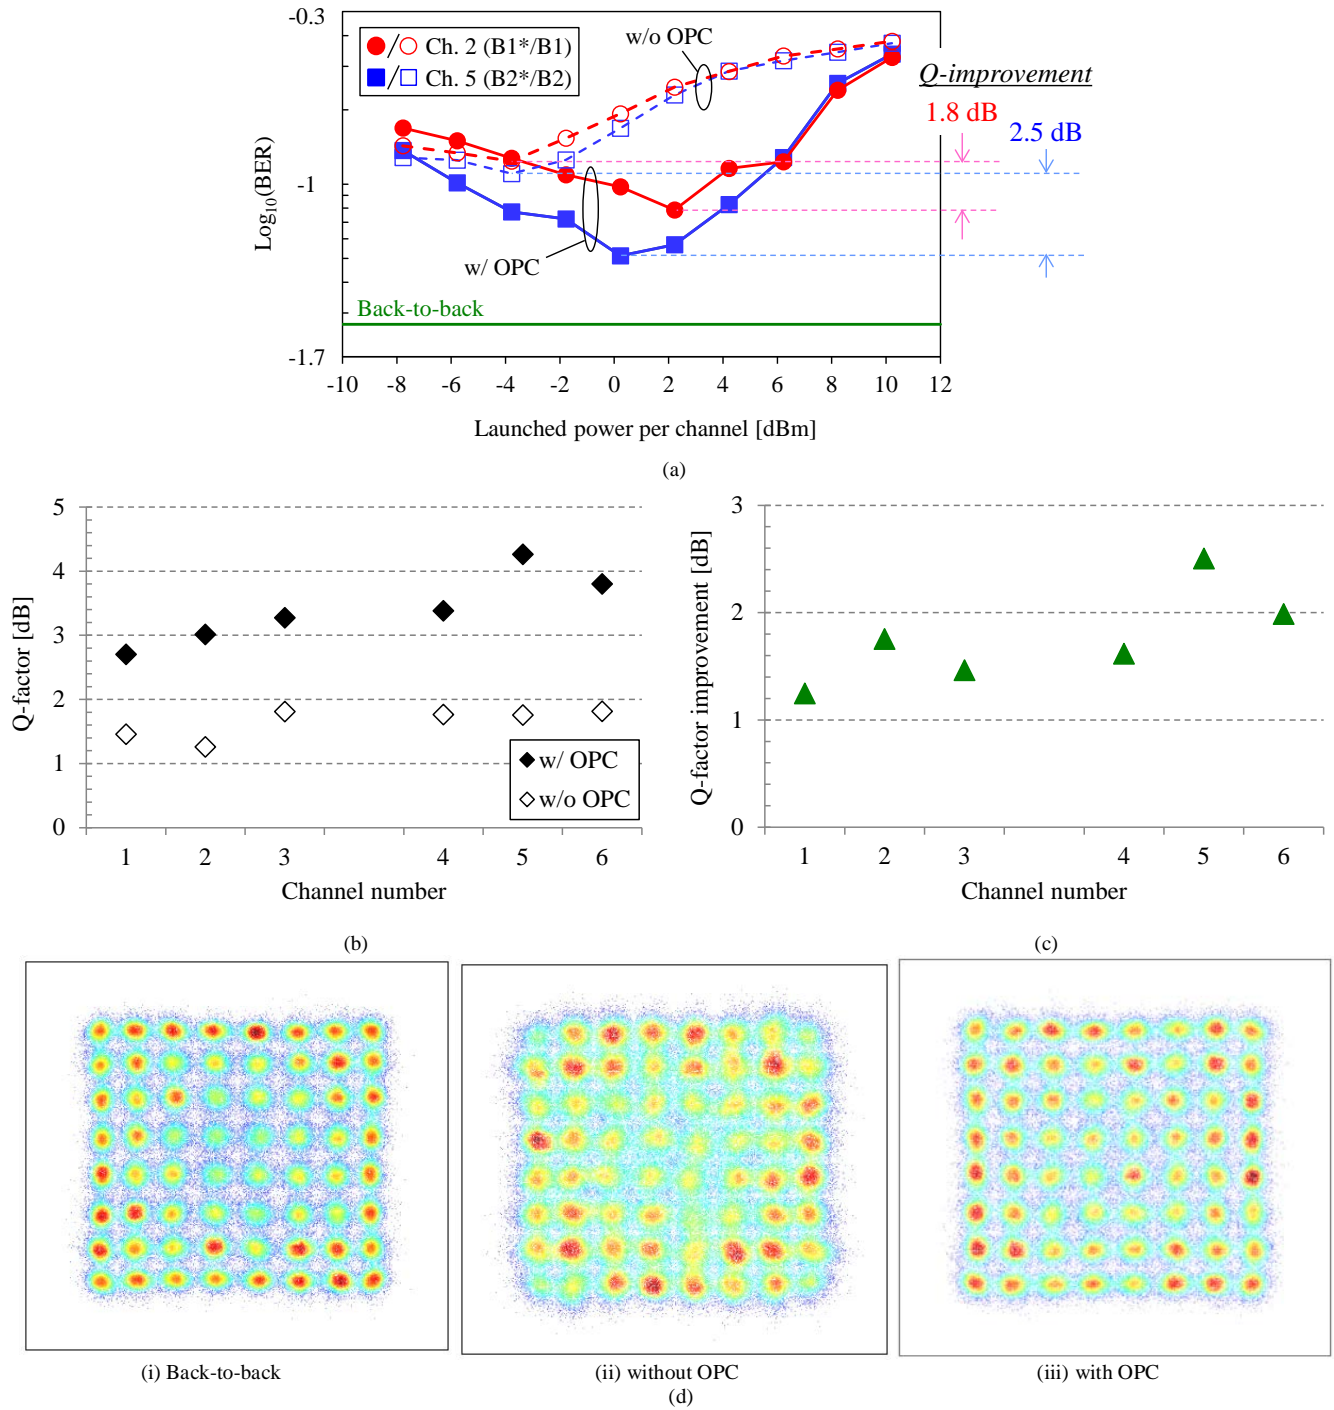 -0.3
-1
-1.7
Log10(BER)
Ch. 2 (B1*/B1)
Ch. 5 (B2*/B2)
w/o OPC
w/ OPC
Back-to-back
Q-improvement
1.8 dB
2.5 dB
-10 -8 -6 -4 -2 0 2 4 6 8 10 12
Launched power per channel [dBm]
(a)
5
4
3
2
1
0
Q-factor [dB]
w/ OPC
w/o OPC
1 2 3 4 5 6
Channel number
(b)
3
2
1
0
Q-factor improvement [dB]
1 2 3 4 5 6
Channel number
(c)
(i) Back-to-back
(ii) without OPC
(iii) with OPC
(d)